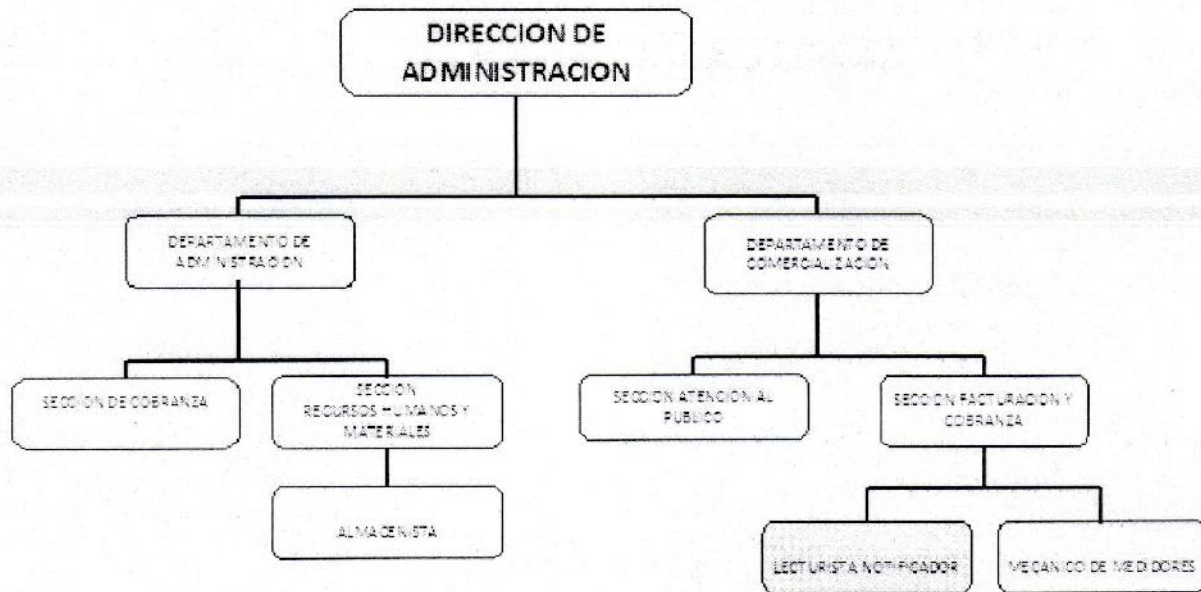 DIRECCION DE
ADMINISTRACION
DEPARTAMENTO DE
ADMINISTRACION
DEPARTAMENTO DE
COMERCIALIZACION
SECCION DE COBRANZA
SECCION
RECURSOS HUMANOS Y
MATERIALES
SECCION ATENCION AL
PUBLICO
SECCION FACTURACION Y
COBRANZA
ALMACENISTA
LECTURISTA NOTIFICADOR
MECANICO DE MEDIDORES